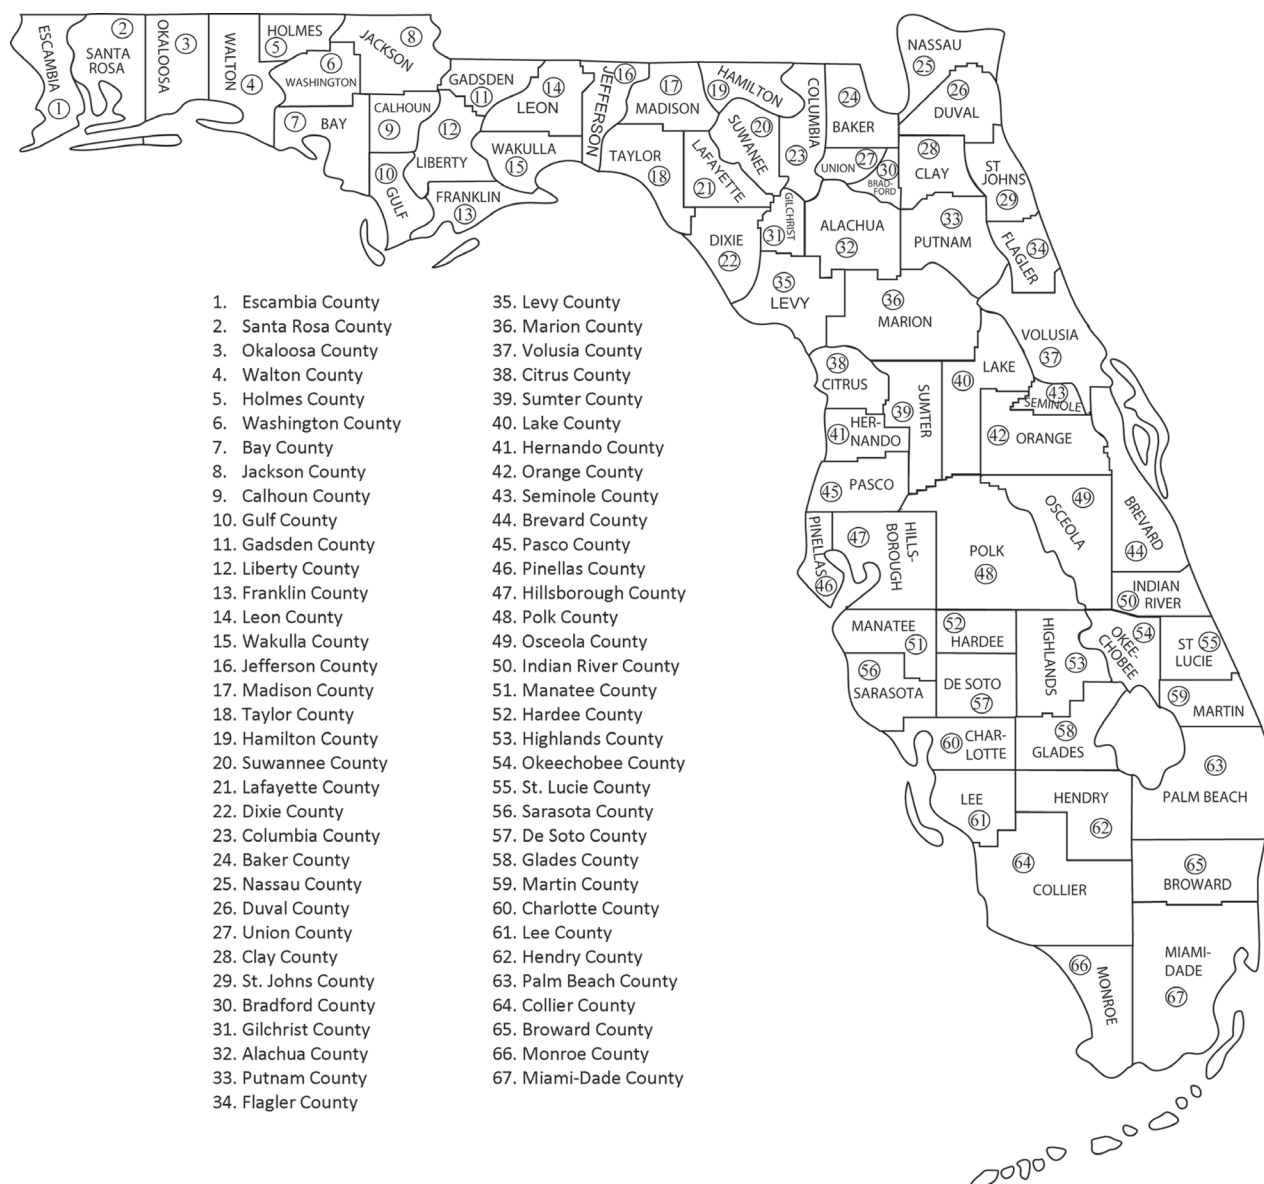 ESCAMBIA
1
2
SANTA
ROSA
OKALOOSA
3
WALTON
4
HOLMES
5
6
WASHINGTON
JACKSON
8
7
BAY
CALHOUN
9
10
GULF
GADSDEN
11
12
LIBERTY
FRANKLIN
13
14
LEON
WAKULLA
15
JEFFERSON
16
17
MADISON
TAYLOR
18
HAMILTON
19
20
SUWANEE
LAFAYETTE
21
DIXIE
22
COLUMBIA
23
24
BAKER
NASSAU
25
26
DUVAL
UNION
27
28
CLAY
ST
JOHNS
29
30
BRAD-
FORD
GILCHRIST
31
ALACHUA
32
33
PUTNAM
FLAGLER
34
35
LEVY
36
MARION
VOLUSIA
37
38
CITRUS
SUMTER
39
LAKE
40
HER-
NANDO
41
42
ORANGE
43
SEMINOLE
BREVARD
44
45
PASCO
PINELLAS
46
47
HILLS-
BOROUGH
POLK
48
OSCEOLA
49
INDIAN
RIVER
50
MANATEE
51
52
HARDEE
HIGHLANDS
53
OKEE-
CHOBEE
54
ST
LUCIE
55
56
SARASOTA
DE SOTO
57
58
GLADES
59
MARTIN
60
CHAR-
LOTTE
LEE
61
HENDRY
62
63
PALM BEACH
64
COLLIER
65
BROWARD
66
MONROE
MIAMI-
DADE
67
1. Escambia County
2. Santa Rosa County
3. Okaloosa County
4. Walton County
5. Holmes County
6. Washington County
7. Bay County
8. Jackson County
9. Calhoun County
10. Gulf County
11. Gadsden County
12. Liberty County
13. Franklin County
14. Leon County
15. Wakulla County
16. Jefferson County
17. Madison County
18. Taylor County
19. Hamilton County
20. Suwannee County
21. Lafayette County
22. Dixie County
23. Columbia County
24. Baker County
25. Nassau County
26. Duval County
27. Union County
28. Clay County
29. St. Johns County
30. Bradford County
31. Gilchrist County
32. Alachua County
33. Putnam County
34. Flagler County
35. Levy County
36. Marion County
37. Volusia County
38. Citrus County
39. Sumter County
40. Lake County
41. Hernando County
42. Orange County
43. Seminole County
44. Brevard County
45. Pasco County
46. Pinellas County
47. Hillsborough County
48. Polk County
49. Osceola County
50. Indian River County
51. Manatee County
52. Hardee County
53. Highlands County
54. Okeechobee County
55. St. Lucie County
56. Sarasota County
57. De Soto County
58. Glades County
59. Martin County
60. Charlotte County
61. Lee County
62. Hendry County
63. Palm Beach County
64. Collier County
65. Broward County
66. Monroe County
67. Miami-Dade County